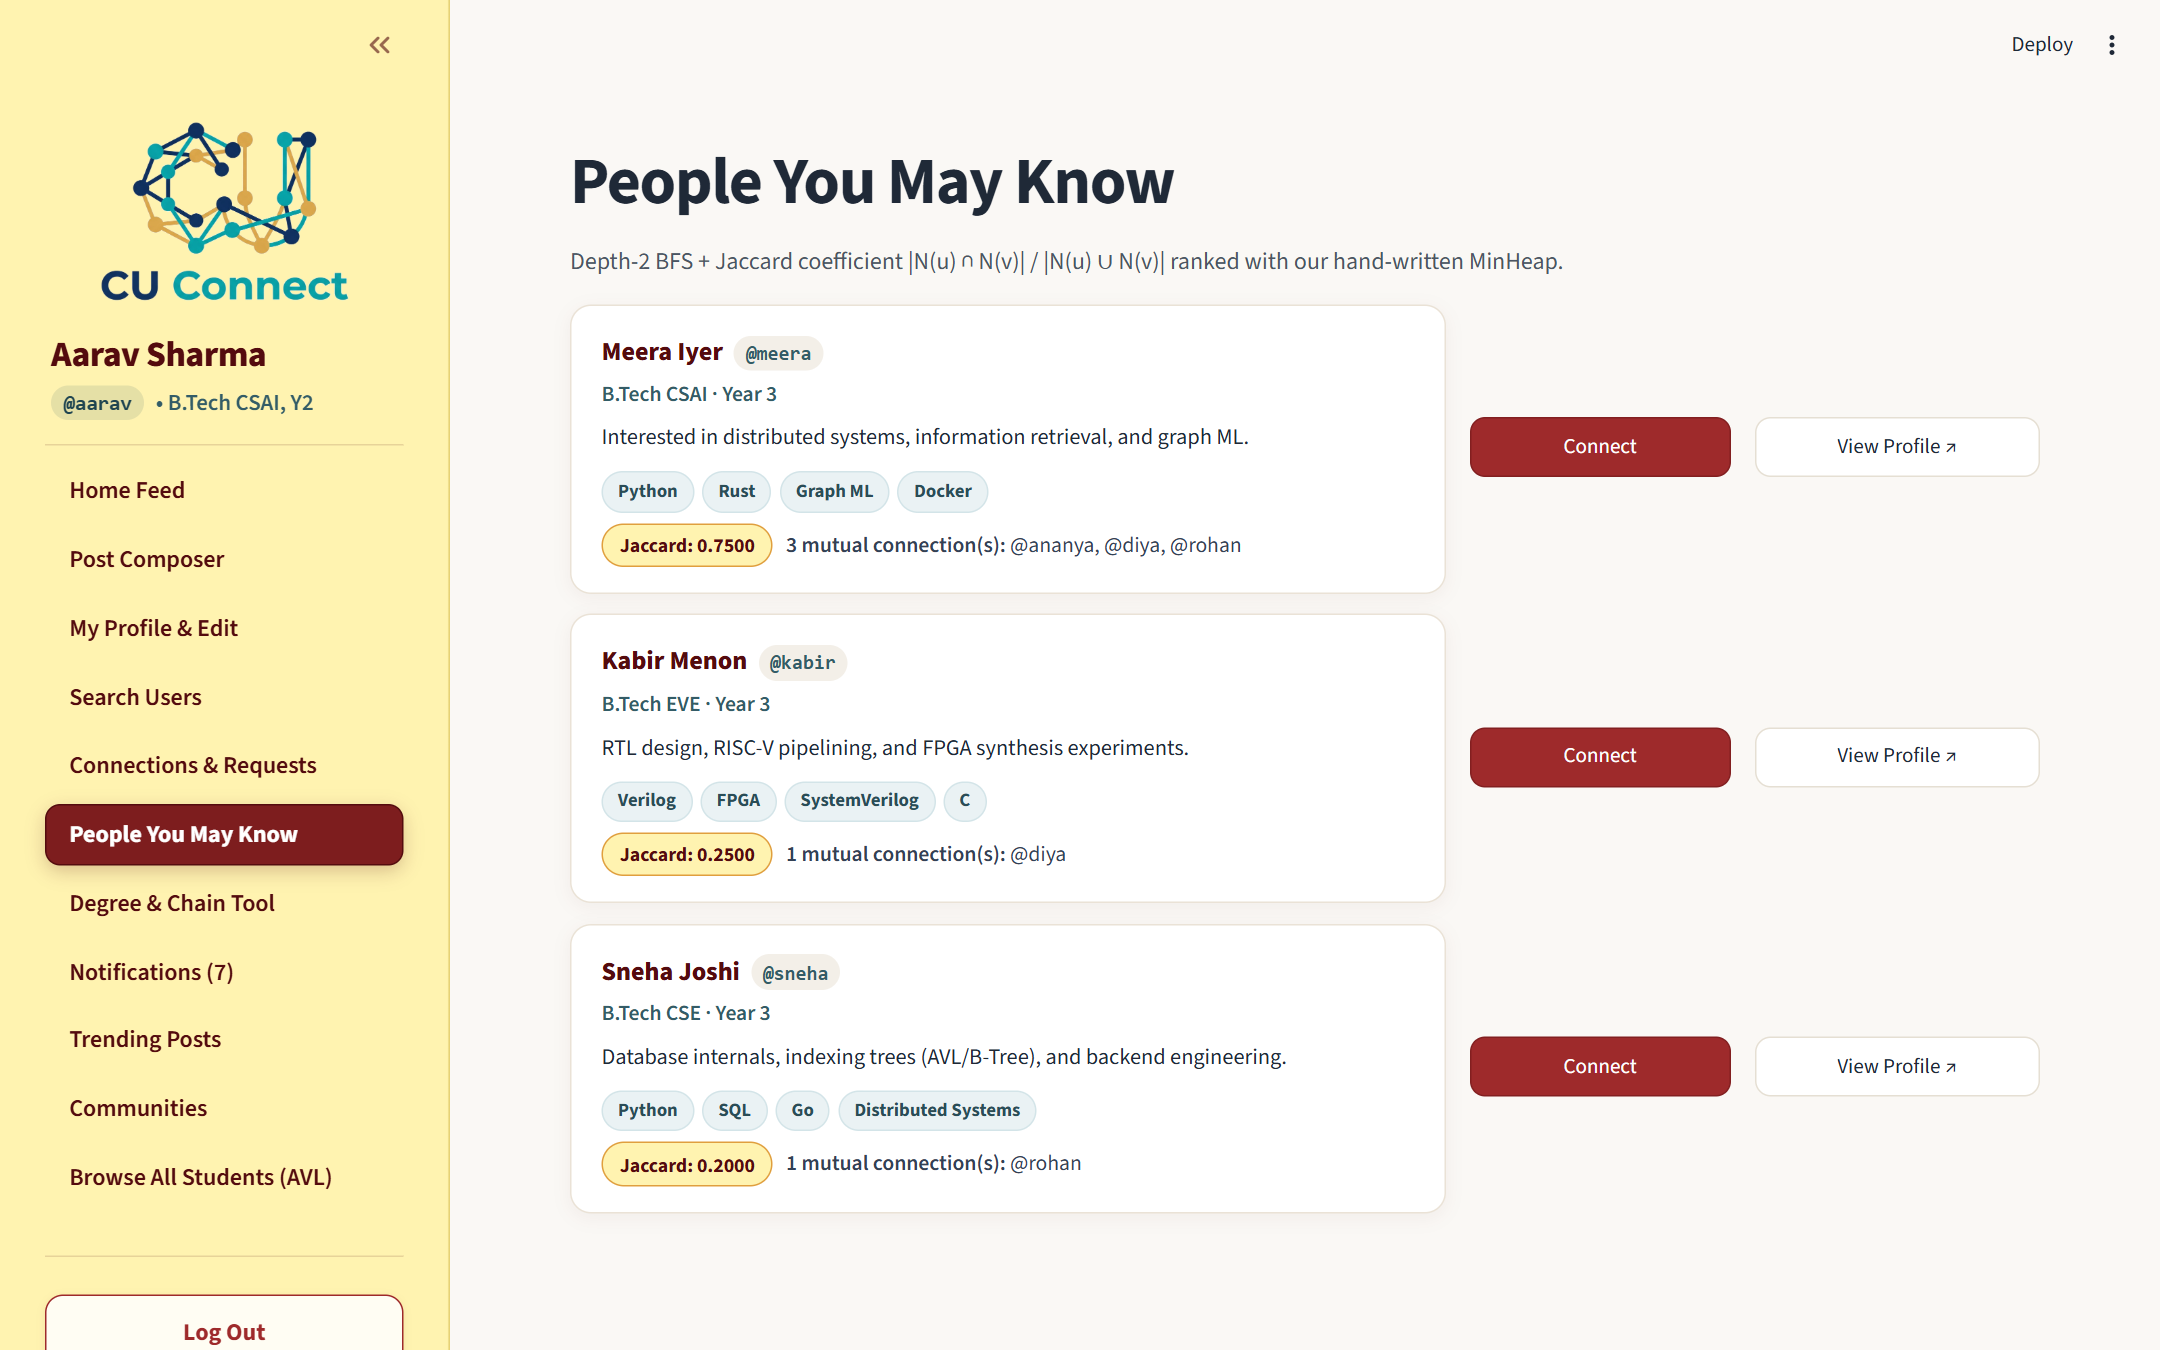 Deploy
CU Connect
Aarav Sharma
@aarav • B.Tech CSAI, Y2
Home Feed
Post Composer
My Profile & Edit
Search Users
Connections & Requests
People You May Know
Degree & Chain Tool
Notifications (7)
Trending Posts
Communities
Browse All Students (AVL)
Log Out
People You May Know
Depth-2 BFS + Jaccard coefficient |N(u) ∩ N(v)| / |N(u) ∪ N(v)| ranked with our hand-written MinHeap.
Meera Iyer @meera
B.Tech CSAI · Year 3
Interested in distributed systems, information retrieval, and graph ML.
Python Rust Graph ML Docker
Jaccard: 0.7500 3 mutual connection(s): @ananya, @diya, @rohan
Connect View Profile ↗
Kabir Menon @kabir
B.Tech EVE · Year 3
RTL design, RISC-V pipelining, and FPGA synthesis experiments.
Verilog FPGA SystemVerilog C
Jaccard: 0.2500 1 mutual connection(s): @diya
Connect View Profile ↗
Sneha Joshi @sneha
B.Tech CSE · Year 3
Database internals, indexing trees (AVL/B-Tree), and backend engineering.
Python SQL Go Distributed Systems
Jaccard: 0.2000 1 mutual connection(s): @rohan
Connect View Profile ↗